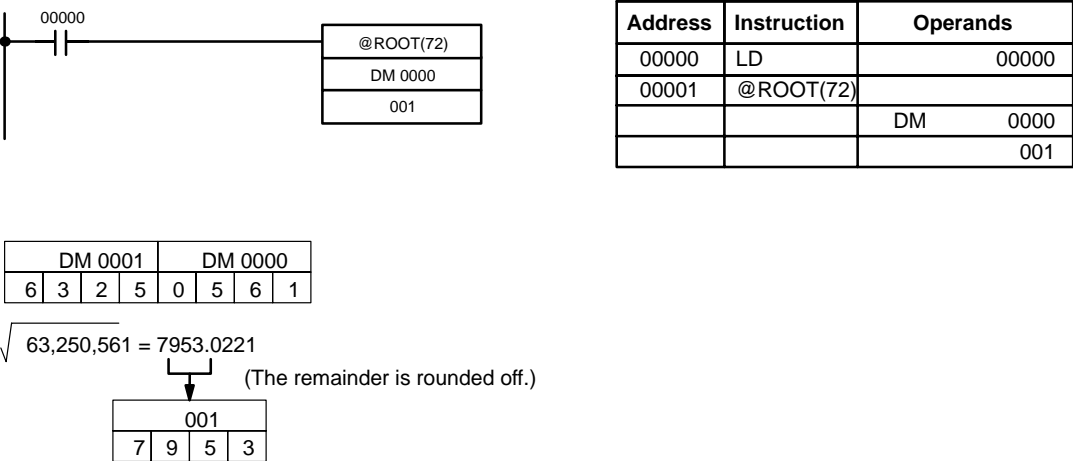 00000
@ROOT(72)
DM 0000
001
Address Instruction Operands
00000 LD 00000
00001 @ROOT(72)
DM 0000
001
DM 0001 DM 0000
6 3 2 5 0 5 6 1
√63,250,561 = 7953.0221
(The remainder is rounded off.)
001
7 9 5 3